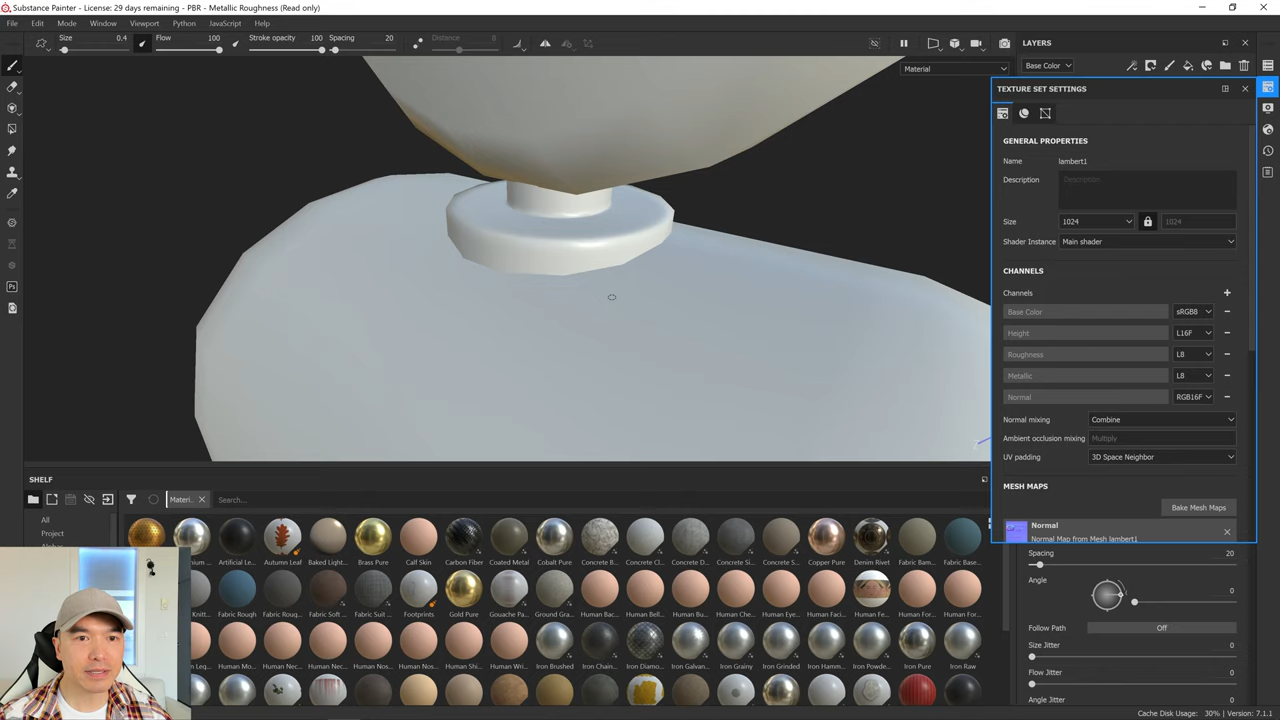 Substance Painter - License: 29 days remaining - PBR - Metallic Roughness (Read only)
File Edit Mode Window Viewport Python JavaScript Help
Size 0.4 Flow 100 Stroke opacity 100 Spacing 20 Distance 8
LAYERS
Material
Base Color
TEXTURE SET SETTINGS
GENERAL PROPERTIES
Name lambert1
Description Description
Size 1024 1024
Shader Instance Main shader
CHANNELS
Channels
Base Color sRGB8
Height L16F
Roughness L8
Metallic L8
Normal RGB16F
Normal mixing Combine
Ambient occlusion mixing Multiply
UV padding 3D Space Neighbor
MESH MAPS
Bake Mesh Maps
Normal
Normal Map from Mesh lambert1
SHELF
Materi... Search...
All
Project
Artificial Le... Autumn Leaf Baked Light... Brass Pure Calf Skin Carbon Fiber Coated Metal Cobalt Pure Concrete B... Concrete C... Concrete D... Concrete S... Copper Pure Denim Rivet Fabric Bam... Fabric Base...
Fabric Rou... Fabric Rough... Fabric Soft ... Fabric Suit ... Footprints Gold Pure Gouache Pa... Ground Gra... Human Bac... Human Bell... Human Bu... Human Che... Human Eye... Human Faci... Human For... Human For...
Human Mo... Human Nec... Human Nec... Human Nos... Human Shi... Human Wri... Iron Brushed Iron Chain... Iron Diamo... Iron Galvan... Iron Grainy Iron Grinded Iron Hamm... Iron Powde... Iron Pure Iron Raw
Spacing 20
Angle 0
Follow Path Off
Size Jitter 0
Flow Jitter 0
Angle Jitter 0
Cache Disk Usage: 30% | Version: 7.1.1